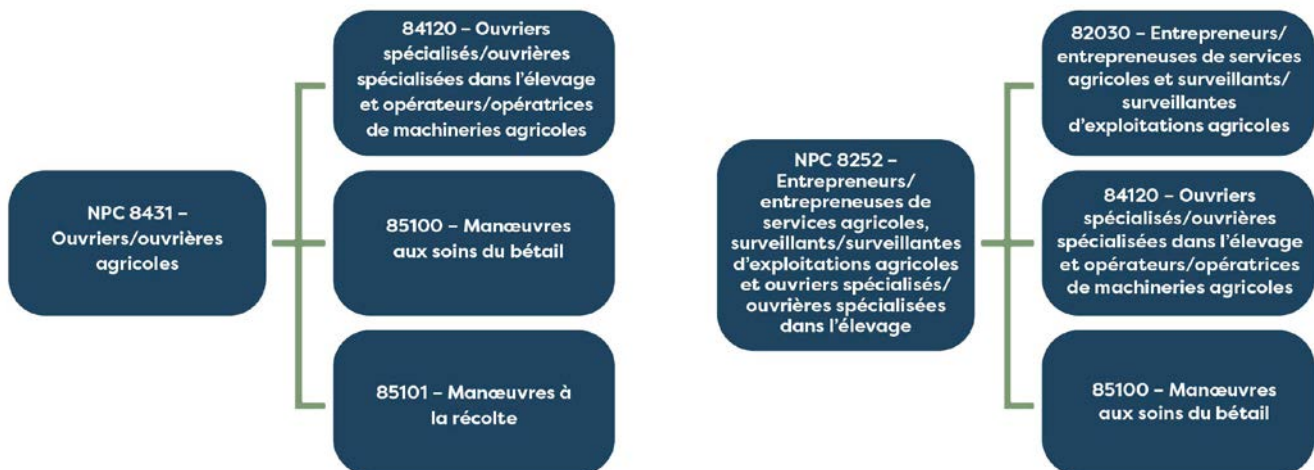 NPC 8431 –
Ouvriers/ouvrières
agricoles
84120 – Ouvriers
spécialisés/ouvrières
spécialisées dans l'élevage
et opérateurs/opératrices
de machineries agricoles
85100 – Manœuvres
aux soins du bétail
85101 – Manœuvres à
la récolte
NPC 8252 –
Entrepreneurs/
entrepreneuses de
services agricoles,
surveillants/surveillantes
d'exploitations agricoles
et ouvriers spécialisés/
ouvrières spécialisées
dans l'élevage
82030 – Entrepreneurs/
entrepreneuses de services
agricoles et surveillants/
surveillantes
d'exploitations agricoles
84120 – Ouvriers
spécialisés/ouvrières
spécialisées dans l'élevage
et opérateurs/opératrices
de machineries agricoles
85100 – Manœuvres
aux soins du bétail